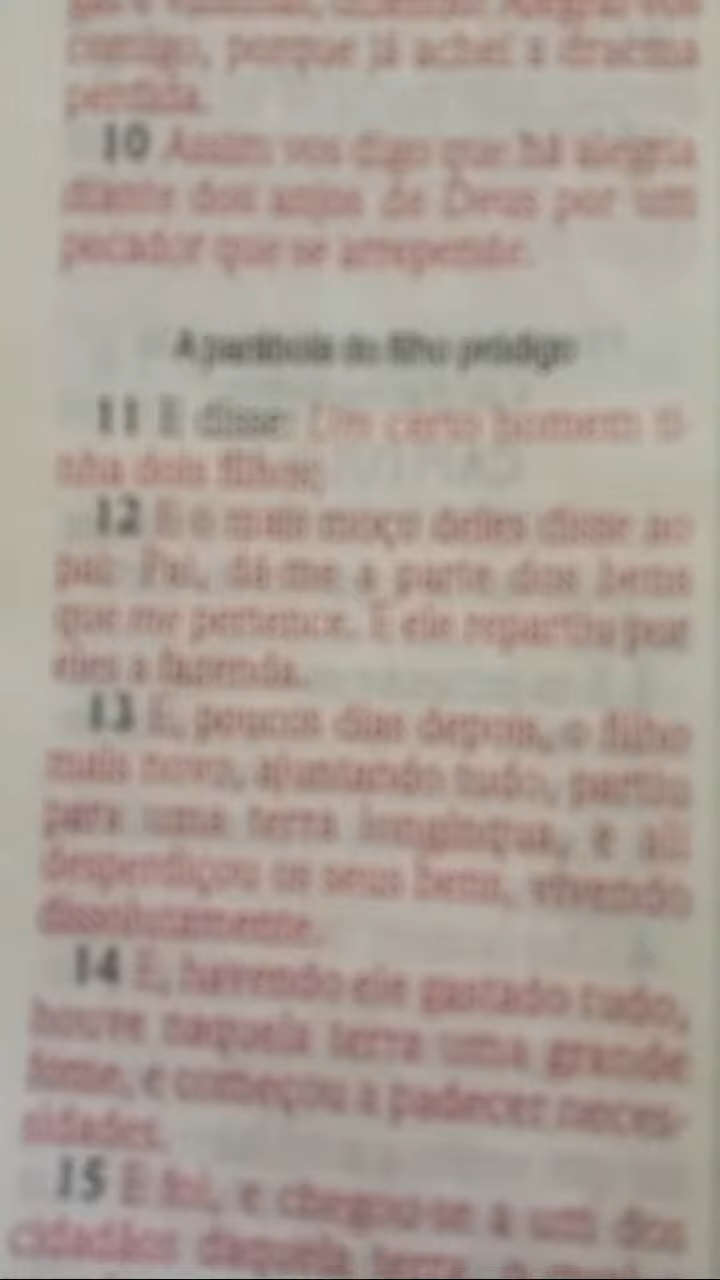 comigo, porque já achei a dracma
perdida.
10 Assim vos digo que há alegria
diante dos anjos de Deus por um
pecador que se arrepende.
A parábola do filho pródigo
11 E disse: Um certo homem ti-
nha dois filhos;
12 E o mais moço deles disse ao
pai: Pai, dá-me a parte dos bens
que me pertence. E ele repartiu por
eles a fazenda.
13 E, poucos dias depois, o filho
mais novo, ajuntando tudo, partiu
para uma terra longínqua, e ali
desperdiçou os seus bens, vivendo
dissolutamente.
14 E, havendo ele gastado tudo,
houve naquela terra uma grande
fome, e começou a padecer neces-
sidades.
15 E foi, e chegou-se a um dos
cidadãos daquela terra, o